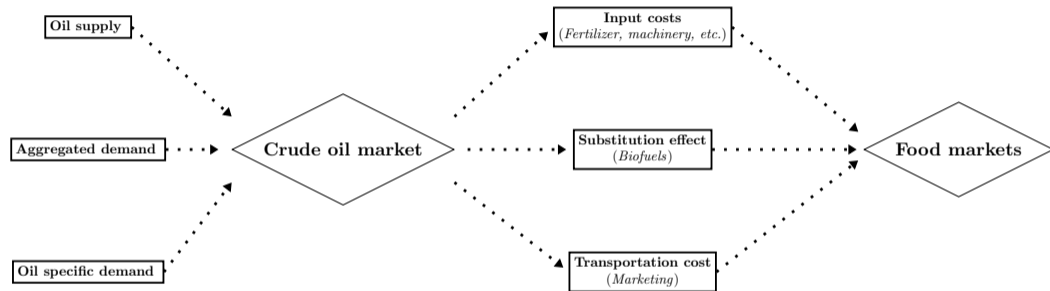 Oil supply
Aggregated demand
Oil specific demand
Crude oil market
Input costs
(Fertilizer, machinery, etc.)
Substitution effect
(Biofuels)
Transportation cost
(Marketing)
Food markets